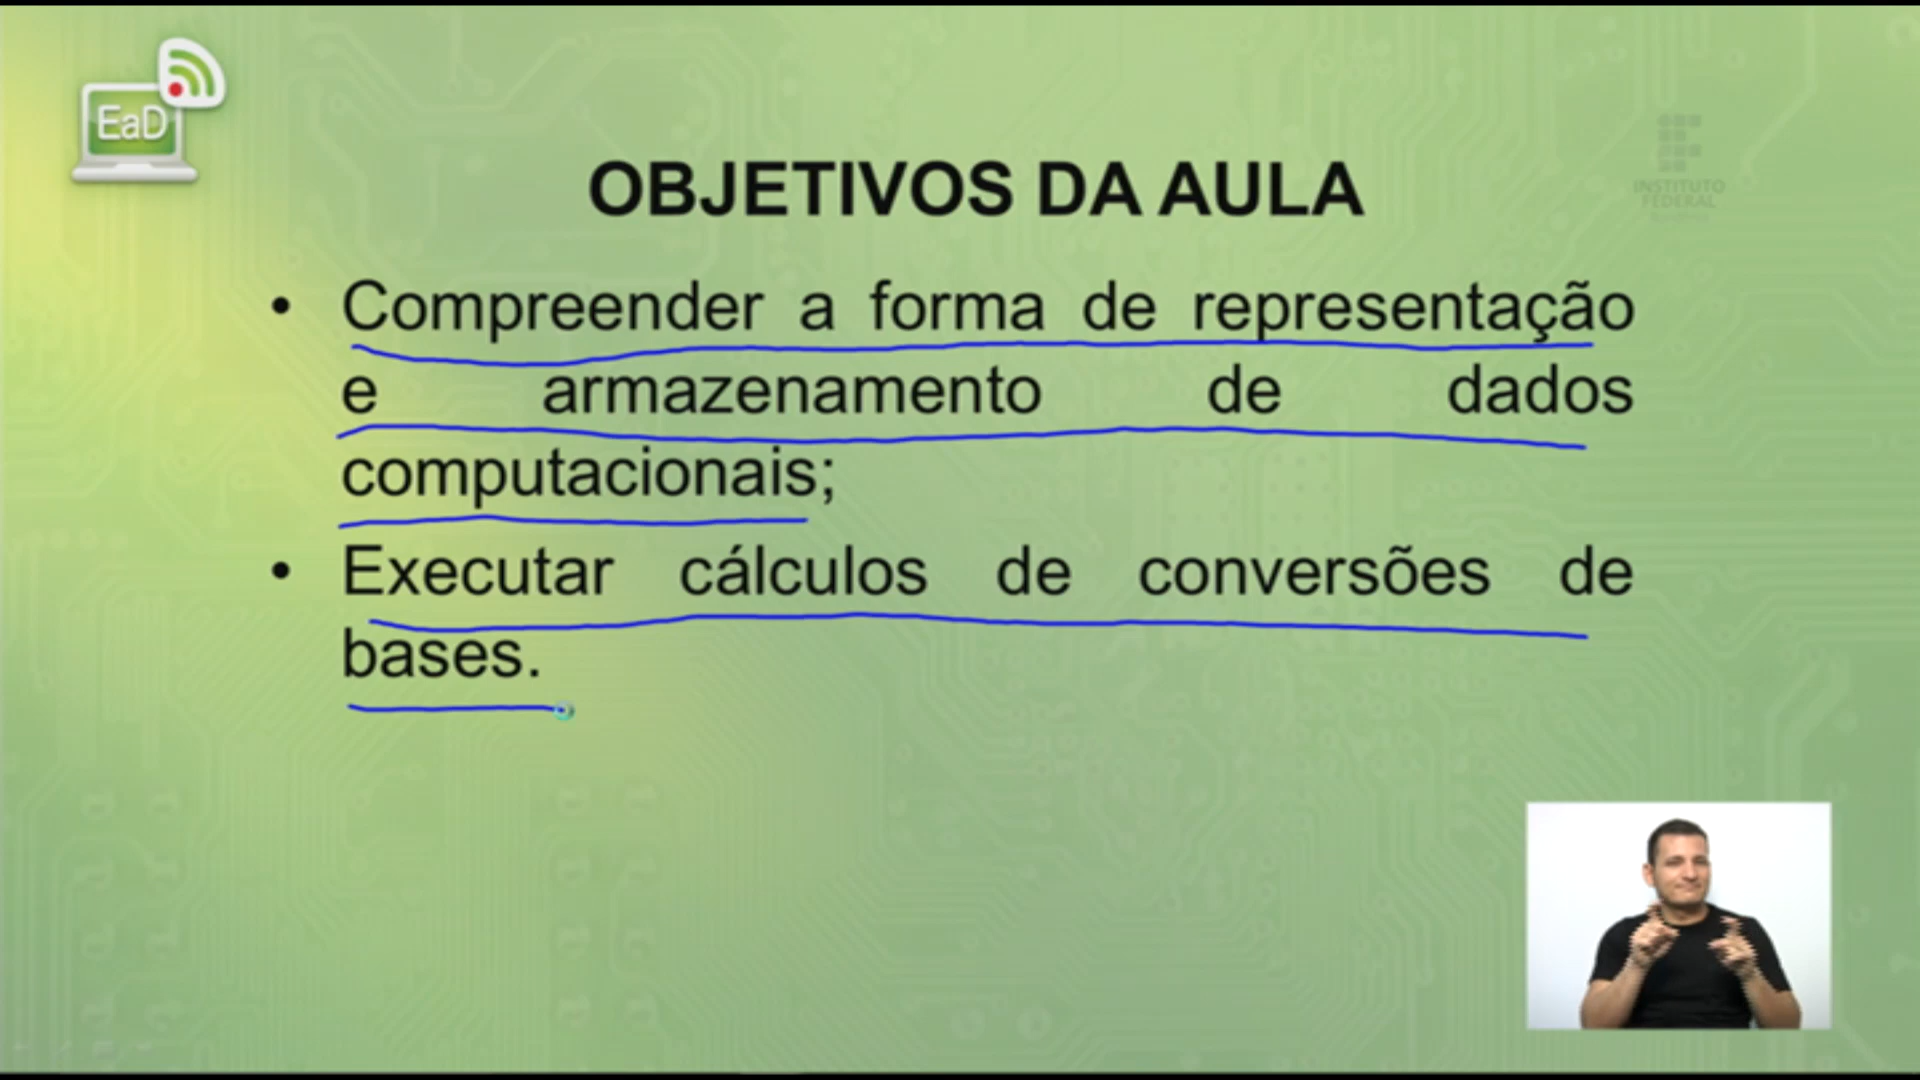 EaD
INSTITUTO
FEDERAL
OBJETIVOS DA AULA
• Compreender a forma de representação
e armazenamento de dados
computacionais;
• Executar cálculos de conversões de
bases.